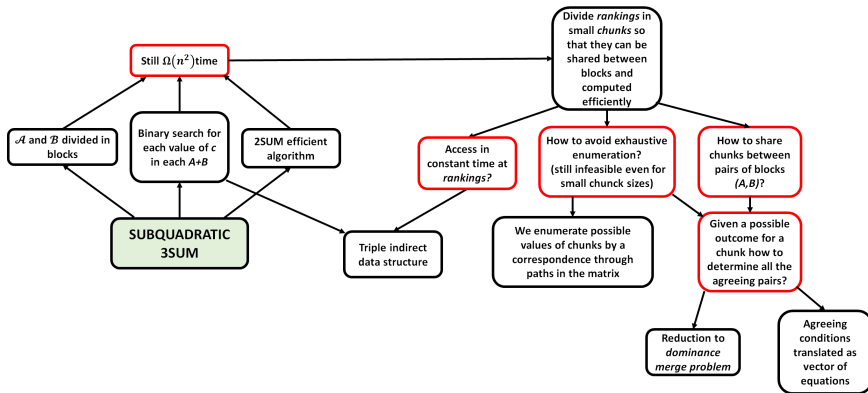 Divide rankings in
small chunks so
that they can be
shared between
blocks and
computed
efficiently
Still Ω(n²)time
𝒜 and ℬ divided in
blocks
Binary search for
each value of c
in each A+B
2SUM efficient
algorithm
Access in
constant time at
rankings?
How to avoid exhaustive
enumeration?
(still infeasible even for
small chunck sizes)
How to share
chunks between
pairs of blocks
(A,B)?
SUBQUADRATIC
3SUM
Triple indirect
data structure
We enumerate possible
values of chunks by a
correspondence through
paths in the matrix
Given a possible
outcome for a
chunk how to
determine all the
agreeing pairs?
Reduction to
dominance
merge problem
Agreeing
conditions
translated as
vector of
equations